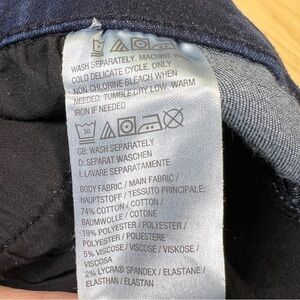 WASH SEPARATELY. MACHINE WASH
COLD DELICATE CYCLE. ONLY
NON-CHLORINE BLEACH WHEN
NEEDED. TUMBLE DRY LOW. WARM
IRON IF NEEDED
30
GB: WASH SEPARATELY
D: SEPARAT WASCHEN
I: LAVARE SEPARATAMENTE
BODY FABRIC / MAIN FABRIC /
HAUPTSTOFF / TESSUTO PRINCIPALE:
74% COTTON / COTTON /
BAUMWOLLE / COTONE
19% POLYESTER / POLYESTER /
POLYESTER / POLIESTERE
5% VISCOSE / VISCOSE / VISKOSE /
VISCOSA
2% LYCRA® SPANDEX / ELASTANE /
ELASTHAN / ELASTAN